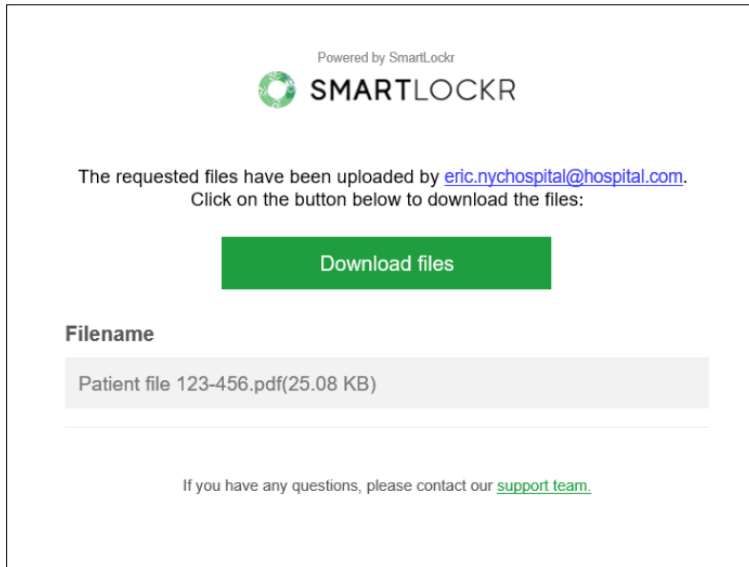 Powered by SmartLockr
SMARTLOCKR
The requested files have been uploaded by eric.nychospital@hospital.com.
Click on the button below to download the files:
Download files
Filename
Patient file 123-456.pdf(25.08 KB)
If you have any questions, please contact our support team.